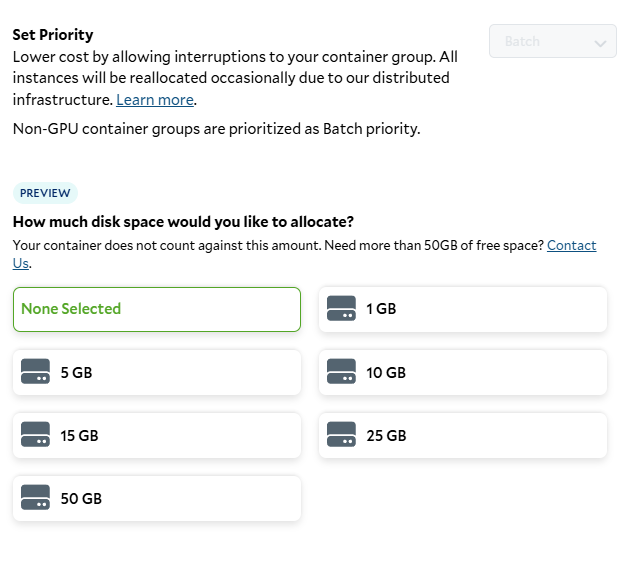 Set Priority
Batch
Lower cost by allowing interruptions to your container group. All
instances will be reallocated occasionally due to our distributed
infrastructure. Learn more.
Non-GPU container groups are prioritized as Batch priority.
PREVIEW
How much disk space would you like to allocate?
Your container does not count against this amount. Need more than 50GB of free space? Contact
Us.
None Selected
1 GB
5 GB
10 GB
15 GB
25 GB
50 GB